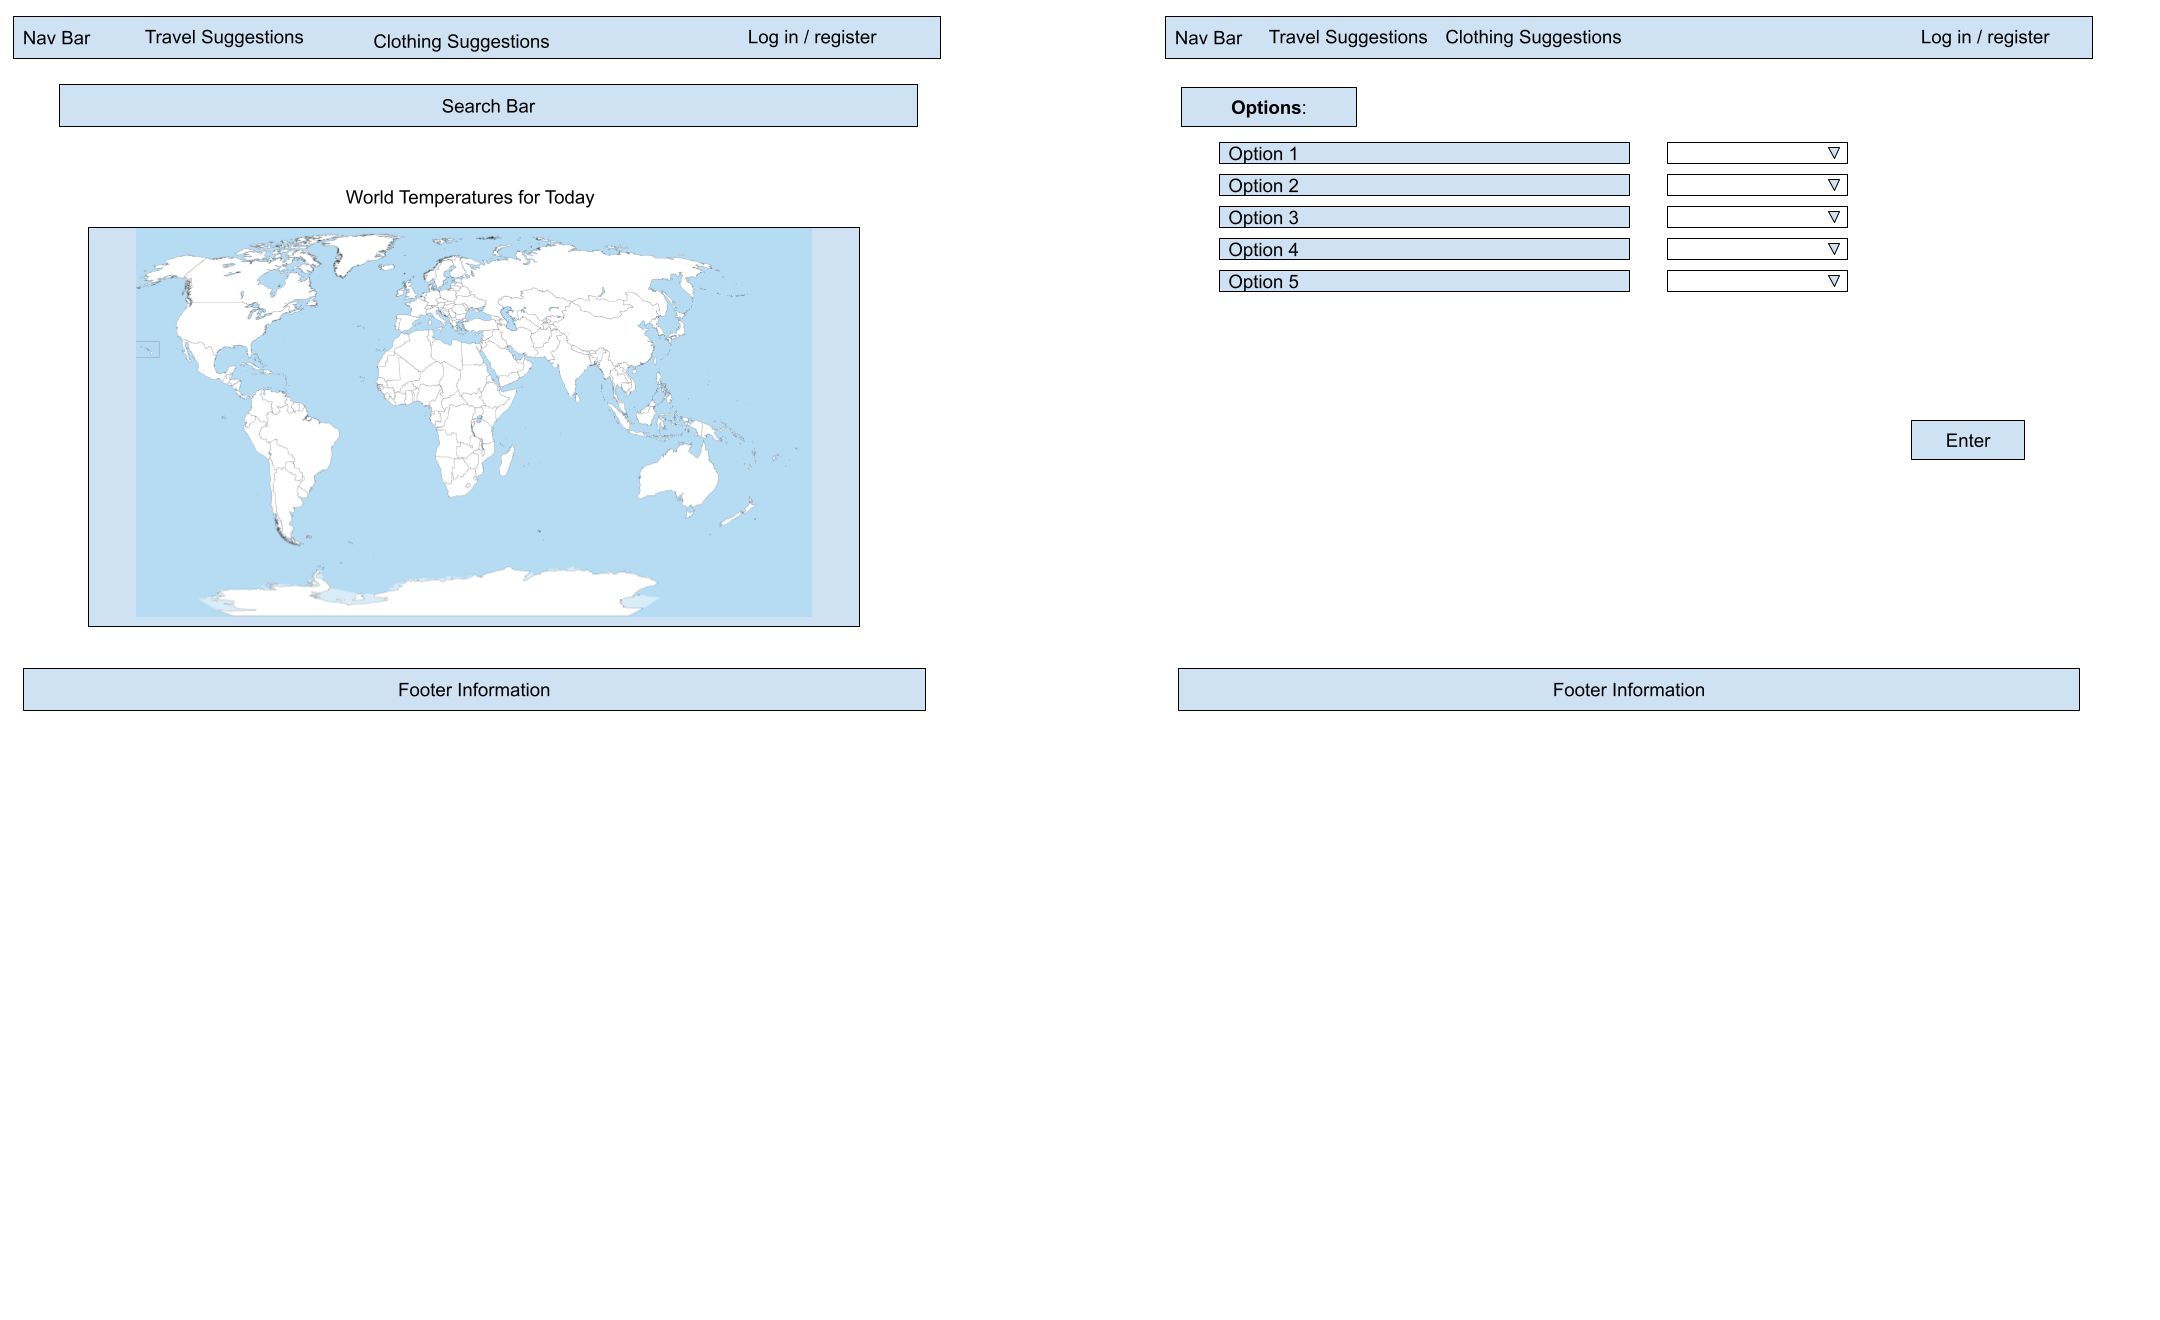 Nav Bar Travel Suggestions Clothing Suggestions Log in / register
Search Bar
World Temperatures for Today
Footer Information
Nav Bar Travel Suggestions Clothing Suggestions Log in / register
Options:
Option 1
Option 2
Option 3
Option 4
Option 5
Enter
Footer Information